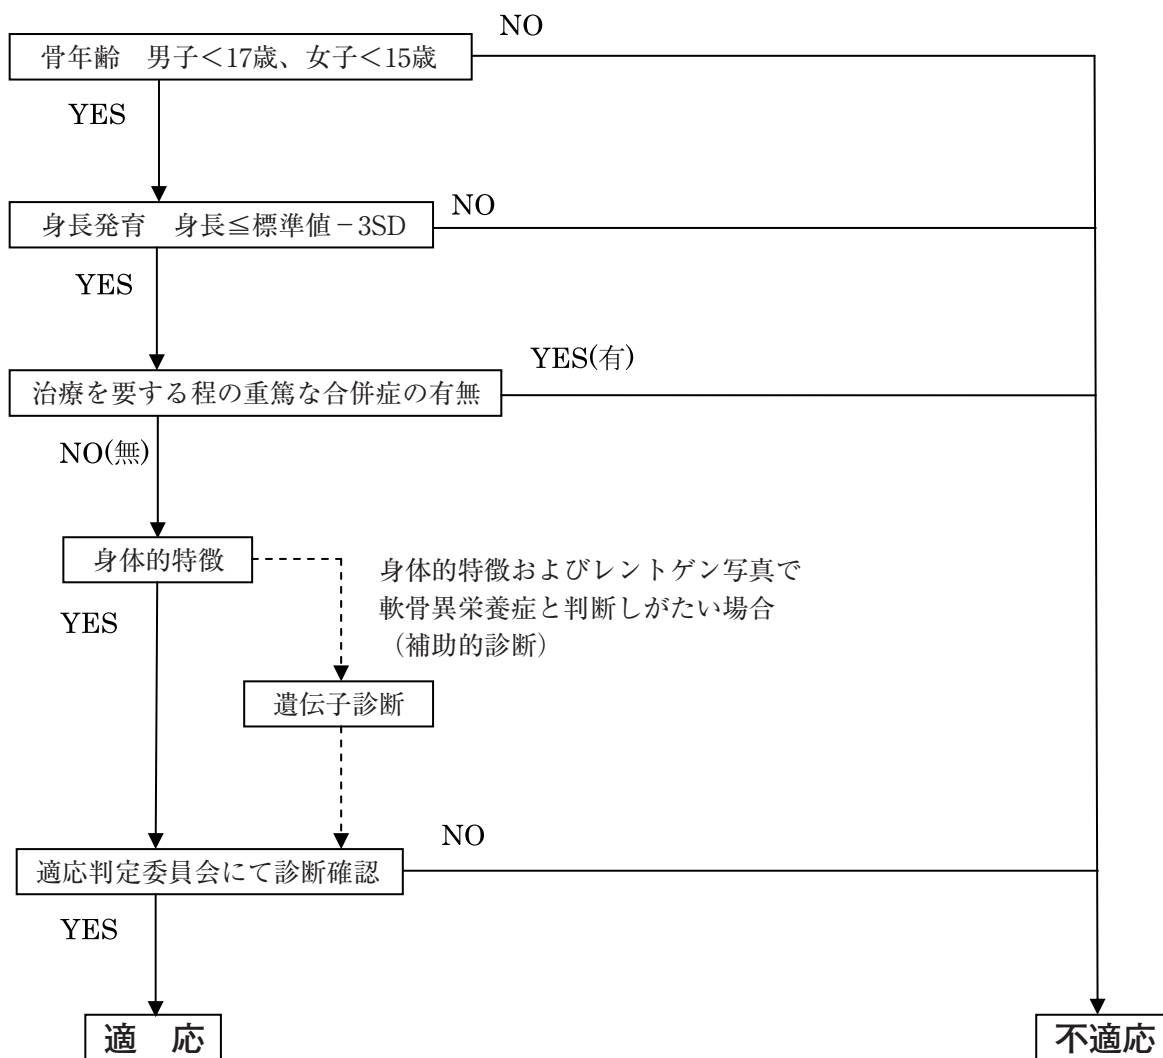 NO
骨年齢　男子＜17歳、女子＜15歳
YES
身長発育　身長≦標準値－3SD
NO
YES
YES(有)
治療を要する程の重篤な合併症の有無
NO(無)
身体的特徴
身体的特徴およびレントゲン写真で
軟骨異栄養症と判断しがたい場合
（補助的診断）
YES
遺伝子診断
NO
適応判定委員会にて診断確認
YES
適　応
不適応